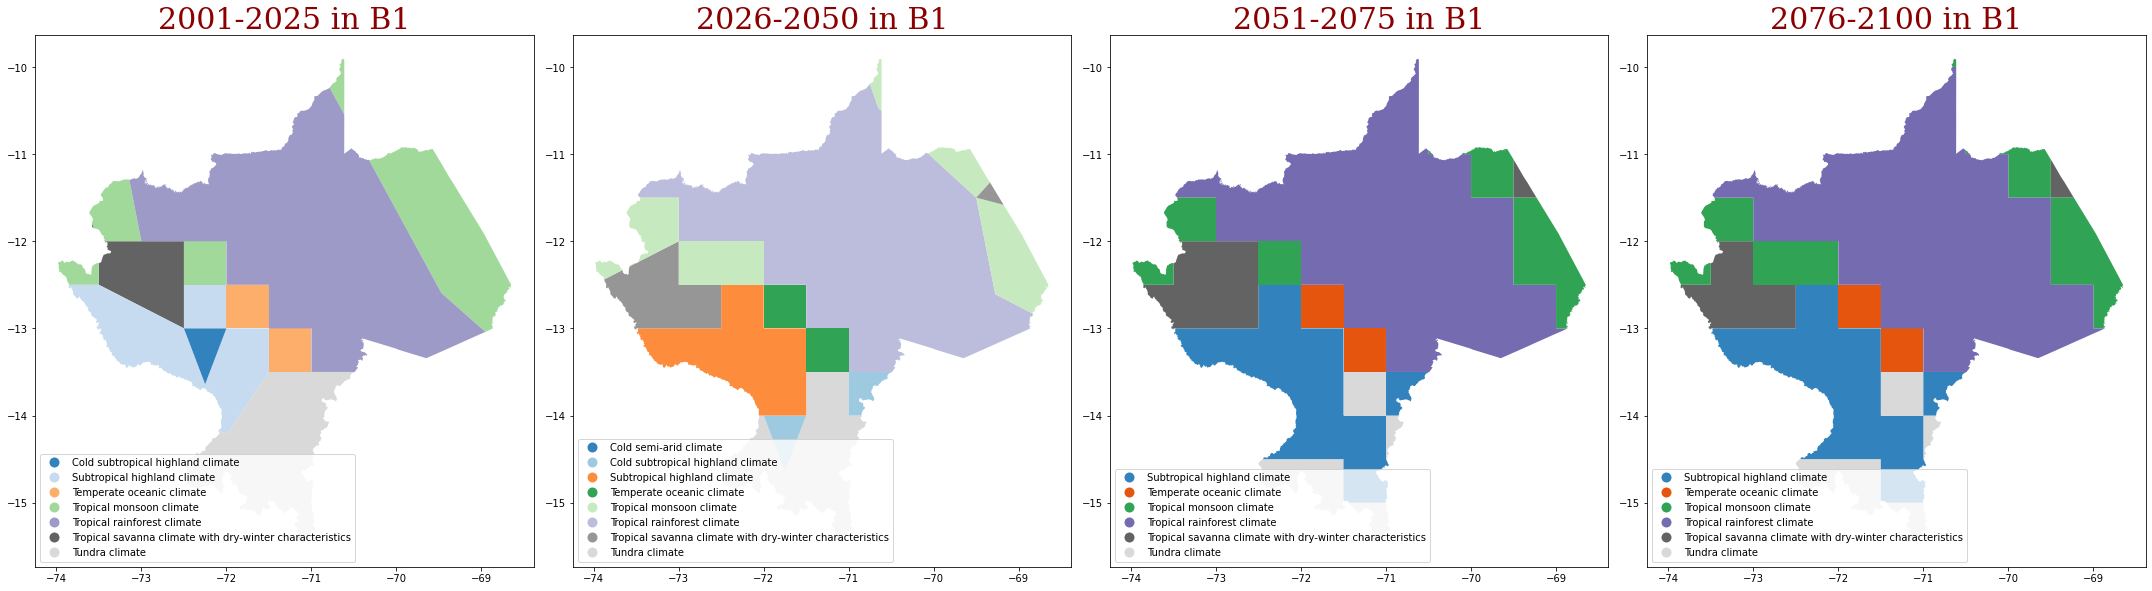 2001-2025 in B1
−10
−11
−12
−13
−14
−15
Cold subtropical highland climate
Subtropical highland climate
Temperate oceanic climate
Tropical monsoon climate
Tropical rainforest climate
Tropical savanna climate with dry-winter characteristics
Tundra climate
−74 −73 −72 −71 −70 −69
2026-2050 in B1
−10
−11
−12
−13
−14
−15
Cold semi-arid climate
Cold subtropical highland climate
Subtropical highland climate
Temperate oceanic climate
Tropical monsoon climate
Tropical rainforest climate
Tropical savanna climate with dry-winter characteristics
Tundra climate
−74 −73 −72 −71 −70 −69
2051-2075 in B1
−10
−11
−12
−13
−14
−15
Subtropical highland climate
Temperate oceanic climate
Tropical monsoon climate
Tropical rainforest climate
Tropical savanna climate with dry-winter characteristics
Tundra climate
−74 −73 −72 −71 −70 −69
2076-2100 in B1
−10
−11
−12
−13
−14
−15
Subtropical highland climate
Temperate oceanic climate
Tropical monsoon climate
Tropical rainforest climate
Tropical savanna climate with dry-winter characteristics
Tundra climate
−74 −73 −72 −71 −70 −69